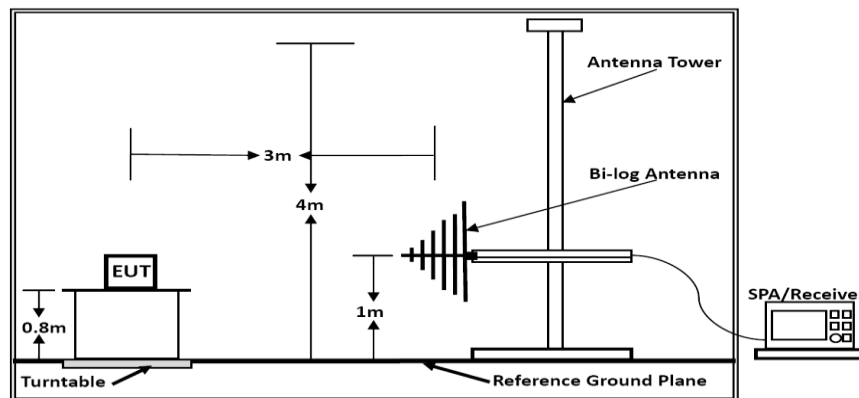 Antenna Tower
3m
Bi-log Antenna
4m
EUT
SPA/Receive
0.8m
1m
Turntable
Reference Ground Plane